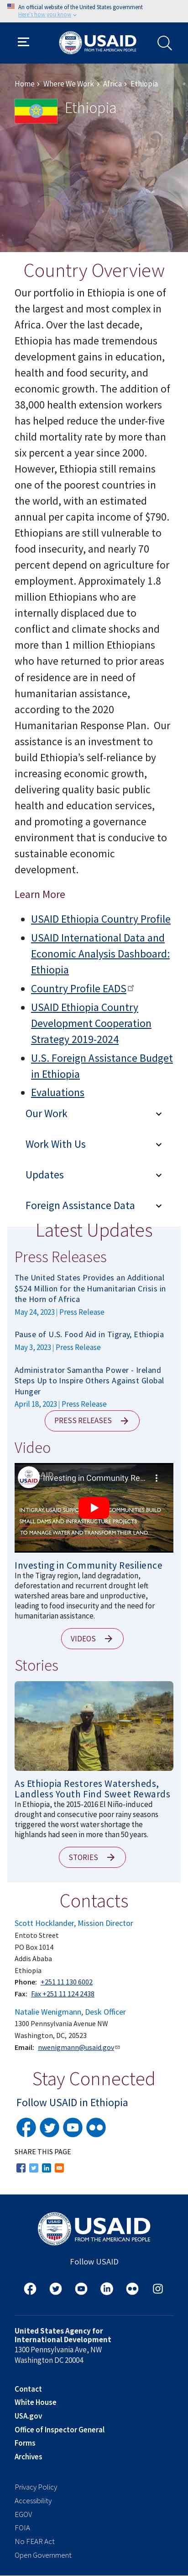 An official website of the United States government
Here's how you know
USAID
FROM THE AMERICAN PEOPLE
Home › Where We Work › Africa › Ethiopia
Ethiopia
Country Overview
Our portfolio in Ethiopia is one of
the largest and most complex in
Africa. Over the last decade,
Ethiopia has made tremendous
development gains in education,
health and food security, and
economic growth. The addition of
38,000 health extension workers
has helped reduce the under-five
child mortality rate by more than
six percent a year since 2000.
However, Ethiopia still remains
one of the poorest countries in
the world, with an estimated
annual per capita income of $790.
Ethiopians are also vulnerable to
food insecurity, and nearly 70
percent depend on agriculture for
employment. Approximately 1.8
million Ethiopians who are
internally displaced due to
conflict and climate shocks and
more than 1 million Ethiopians
who have returned to prior areas
of residence are in need of
humanitarian assistance,
according to the 2020
Humanitarian Response Plan. Our
assistance is an investment to
build Ethiopia's self-reliance by
encouraging economic growth,
delivering quality basic public
health and education services,
and promoting a governance
environment that is conducive to
sustainable economic
development.
Learn More
USAID Ethiopia Country Profile
USAID International Data and
Economic Analysis Dashboard:
Ethiopia
Country Profile EADS
USAID Ethiopia Country
Development Cooperation
Strategy 2019-2024
U.S. Foreign Assistance Budget
in Ethiopia
Evaluations
Our Work
Work With Us
Updates
Foreign Assistance Data
Latest Updates
Press Releases
The United States Provides an Additional
$524 Million for the Humanitarian Crisis in
the Horn of Africa
May 24, 2023 | Press Release
Pause of U.S. Food Aid in Tigray, Ethiopia
May 3, 2023 | Press Release
Administrator Samantha Power - Ireland
Steps Up to Inspire Others Against Global
Hunger
April 18, 2023 | Press Release
PRESS RELEASES
Video
Investing in Community Re...
IN TIGRAY USAID SUPPORTS COMMUNITIES BUILD
SMALL DAMS AND INFRASTRUCTURE PROJECTS
TO MANAGE WATER AND TRANSFORM THEIR LAND...
Investing in Community Resilience
In the Tigray region, land degradation,
deforestation and recurrent drought left
watershed areas bare and unproductive,
leading to food insecurity and the need for
humanitarian assistance.
VIDEOS
Stories
As Ethiopia Restores Watersheds,
Landless Youth Find Sweet Rewards
In Ethiopia, the 2015-2016 El Niño-induced
drought and consecutive poor rainy seasons
triggered the worst water shortage the
highlands had seen in more than 50 years.
STORIES
Contacts
Scott Hocklander, Mission Director
Entoto Street
PO Box 1014
Addis Ababa
Ethiopia
Phone: +251 11 130 6002
Fax: Fax +251 11 124 2438
Natalie Wenigmann, Desk Officer
1300 Pennsylvania Avenue NW
Washington, DC, 20523
Email: nwenigmann@usaid.gov
Stay Connected
Follow USAID in Ethiopia
SHARE THIS PAGE
USAID
FROM THE AMERICAN PEOPLE
Follow USAID
United States Agency for
International Development
1300 Pennsylvania Ave, NW
Washington DC 20004
Contact
White House
USA.gov
Office of Inspector General
Forms
Archives
Privacy Policy
Accessibility
EGOV
FOIA
No FEAR Act
Open Government